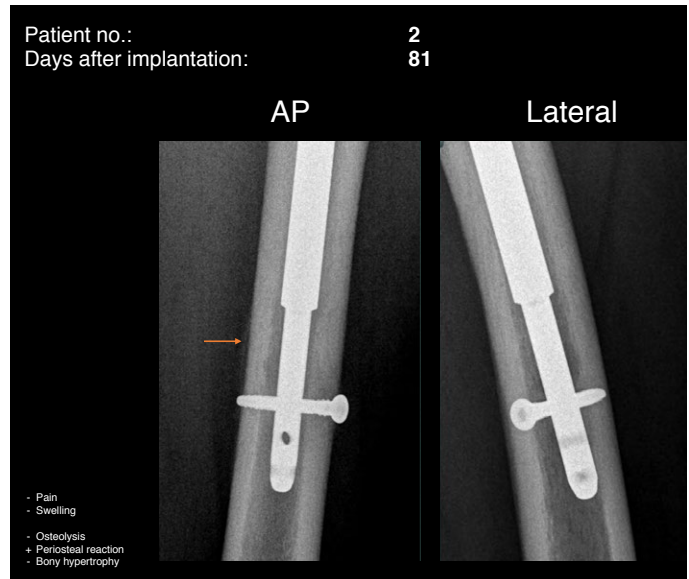 Patient no.: 2
Days after implantation: 81
AP Lateral
- Pain
- Swelling
- Osteolysis
+ Periosteal reaction
- Bony hypertrophy